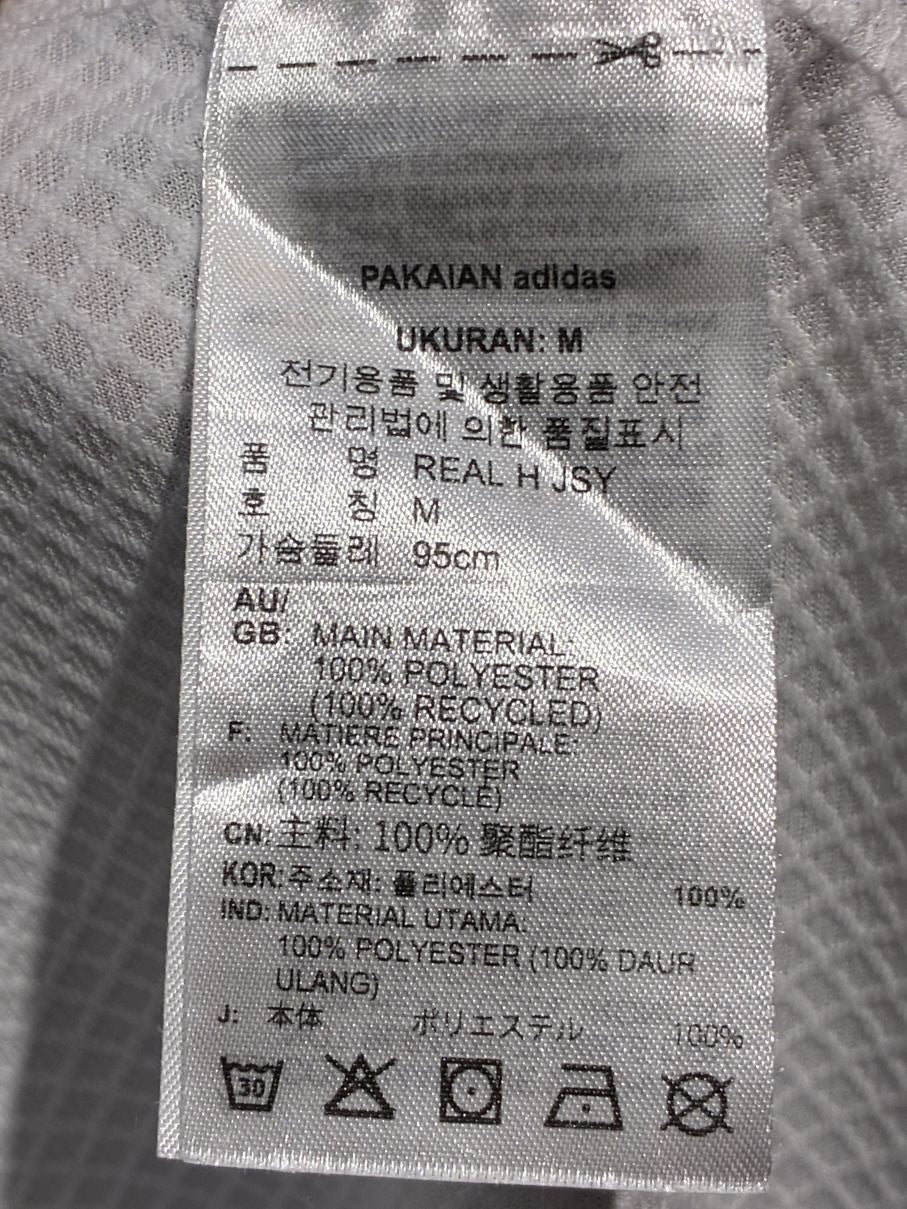 PAKAIAN adidas
UKURAN: M
전기용품 및 생활용품 안전
관리법에 의한 품질표시
품 명 REAL H JSY
호 칭 M
가슴둘레 95cm
AU/
GB: MAIN MATERIAL:
100% POLYESTER
(100% RECYCLED)
F: MATIERE PRINCIPALE:
100% POLYESTER
(100% RECYCLE)
CN: 主料: 100% 聚酯纤维
KOR: 주소재: 폴리에스터 100%
IND: MATERIAL UTAMA:
100% POLYESTER (100% DAUR
ULANG)
J: 本体 ポリエステル 100%
30